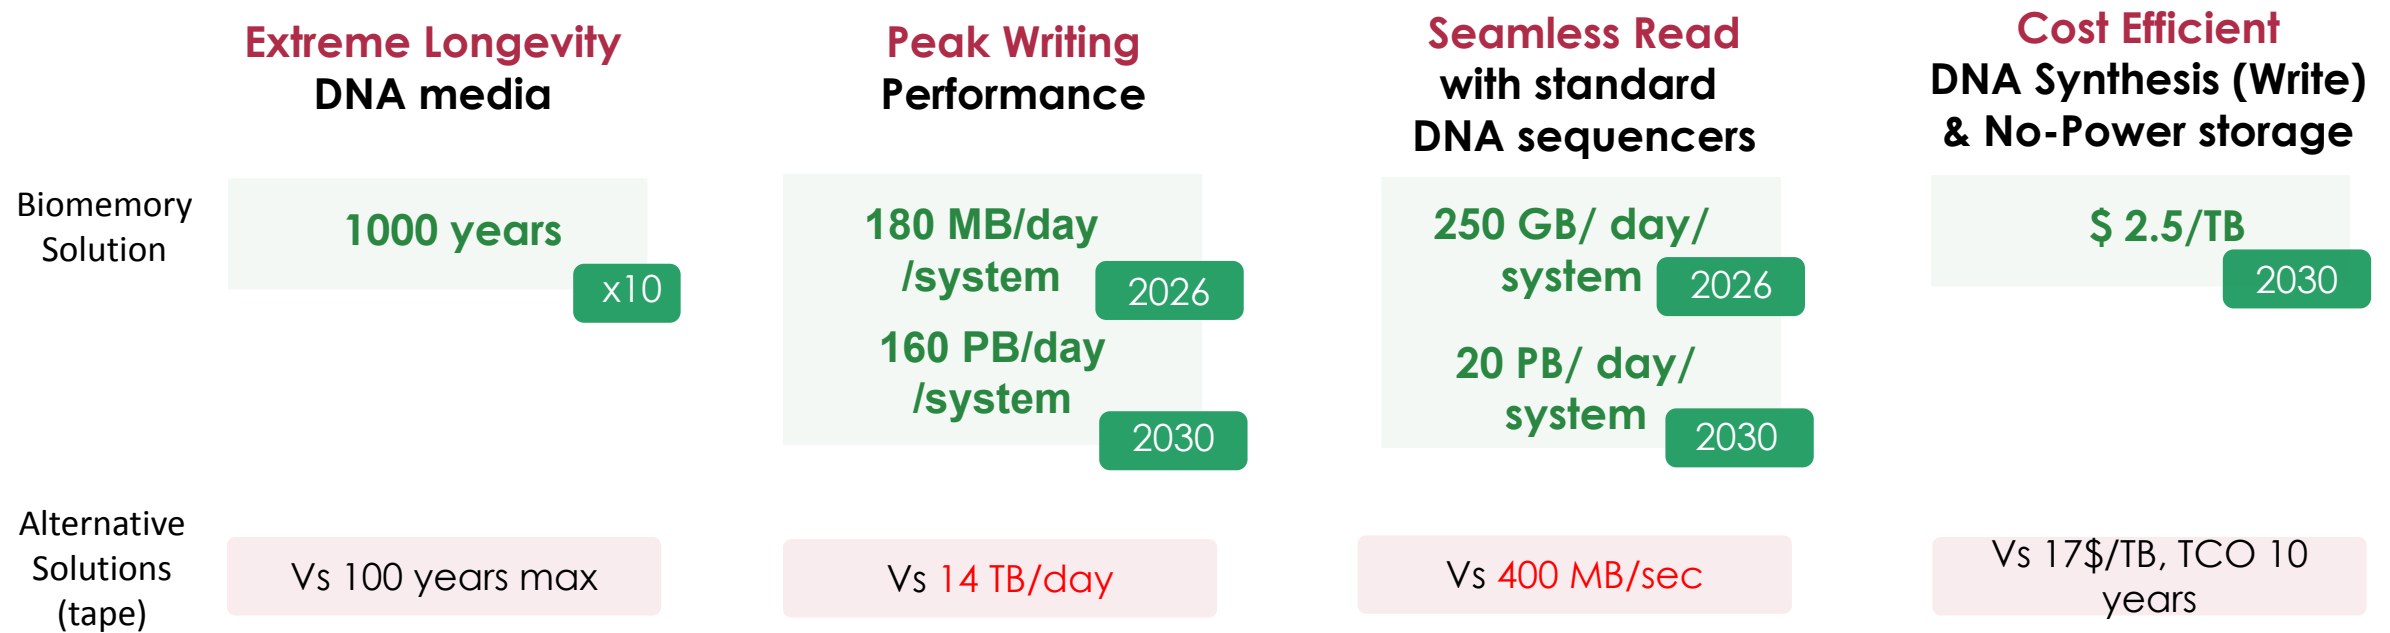 Extreme Longevity
DNA media
Peak Writing
Performance
Seamless Read
with standard
DNA sequencers
Cost Efficient
DNA Synthesis (Write)
& No-Power storage
Biomemory
Solution
1000 years
x10
180 MB/day
/system
2026
160 PB/day
/system
2030
250 GB/ day/
system
2026
20 PB/ day/
system
2030
$ 2.5/TB
2030
Alternative
Solutions
(tape)
Vs 100 years max
Vs 14 TB/day
Vs 400 MB/sec
Vs 17$/TB, TCO 10
years